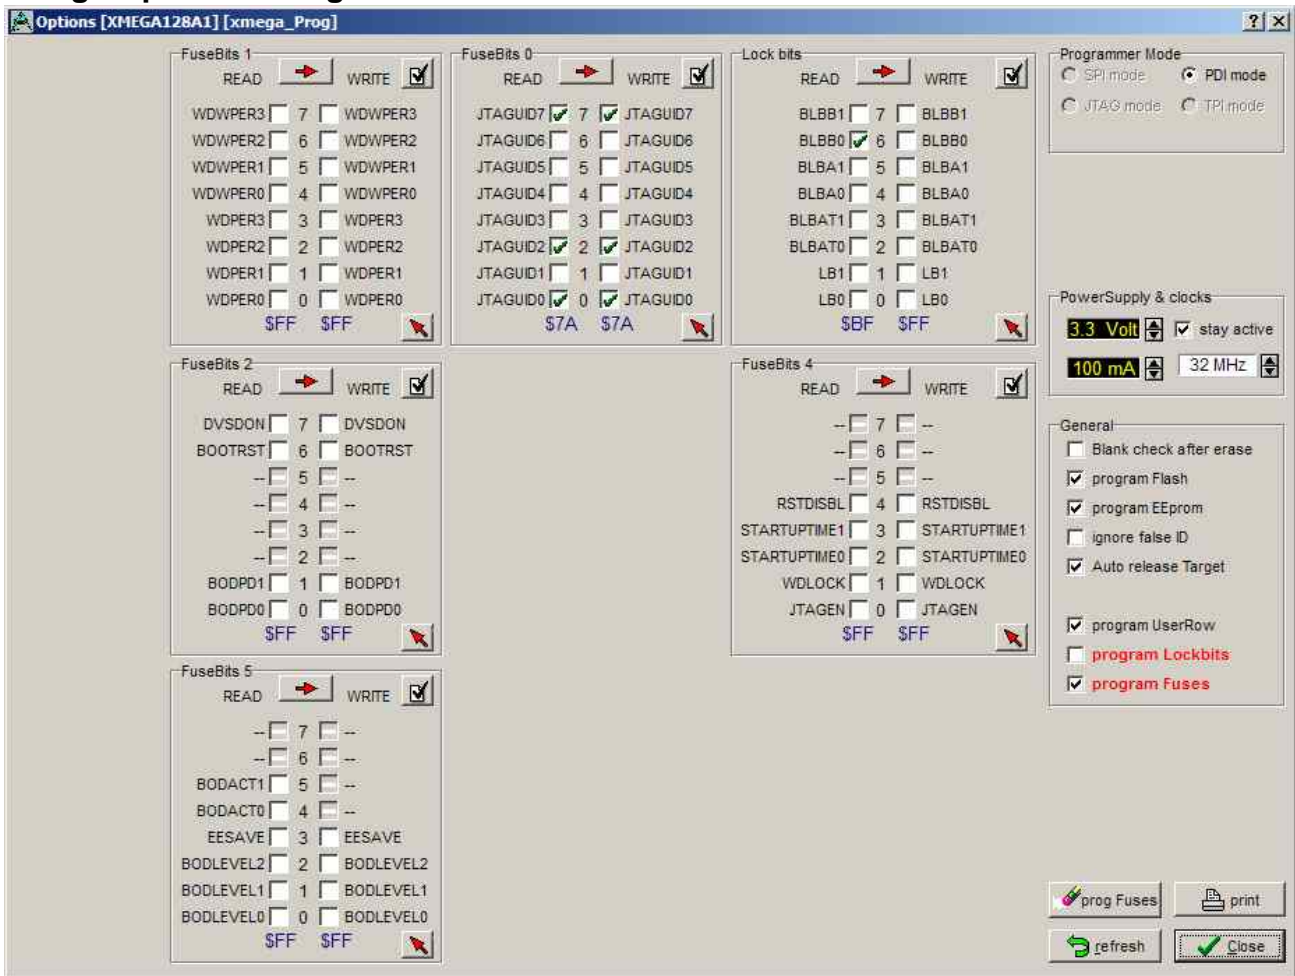 Options [XMEGA128A1] [xmega_Prog]
FuseBits 1
READ WRITE
WDWPER3 7 WDWPER3
WDWPER2 6 WDWPER2
WDWPER1 5 WDWPER1
WDWPER0 4 WDWPER0
WDPER3 3 WDPER3
WDPER2 2 WDPER2
WDPER1 1 WDPER1
WDPER0 0 WDPER0
$FF $FF
FuseBits 0
READ WRITE
JTAGUID7 7 JTAGUID7
JTAGUID6 6 JTAGUID6
JTAGUID5 5 JTAGUID5
JTAGUID4 4 JTAGUID4
JTAGUID3 3 JTAGUID3
JTAGUID2 2 JTAGUID2
JTAGUID1 1 JTAGUID1
JTAGUID0 0 JTAGUID0
$7A $7A
Lock bits
READ WRITE
BLBB1 7 BLBB1
BLBB0 6 BLBB0
BLBA1 5 BLBA1
BLBA0 4 BLBA0
BLBAT1 3 BLBAT1
BLBAT0 2 BLBAT0
LB1 1 LB1
LB0 0 LB0
$BF $FF
Programmer Mode
SPI mode PDI mode
JTAG mode TPI mode
PowerSupply & clocks
3.3 Volt stay active
100 mA 32 MHz
FuseBits 2
READ WRITE
DVSDON 7 DVSDON
BOOTRST 6 BOOTRST
-- 5 --
-- 4 --
-- 3 --
-- 2 --
BODPD1 1 BODPD1
BODPD0 0 BODPD0
$FF $FF
FuseBits 4
READ WRITE
-- 7 --
-- 6 --
-- 5 --
RSTDISBL 4 RSTDISBL
STARTUPTIME1 3 STARTUPTIME1
STARTUPTIME0 2 STARTUPTIME0
WDLOCK 1 WDLOCK
JTAGEN 0 JTAGEN
$FF $FF
General
Blank check after erase
program Flash
program EEprom
ignore false ID
Auto release Target
program UserRow
program Lockbits
program Fuses
FuseBits 5
READ WRITE
-- 7 --
-- 6 --
BODACT1 5 --
BODACT0 4 --
EESAVE 3 EESAVE
BODLEVEL2 2 BODLEVEL2
BODLEVEL1 1 BODLEVEL1
BODLEVEL0 0 BODLEVEL0
$FF $FF
prog Fuses print
refresh Close